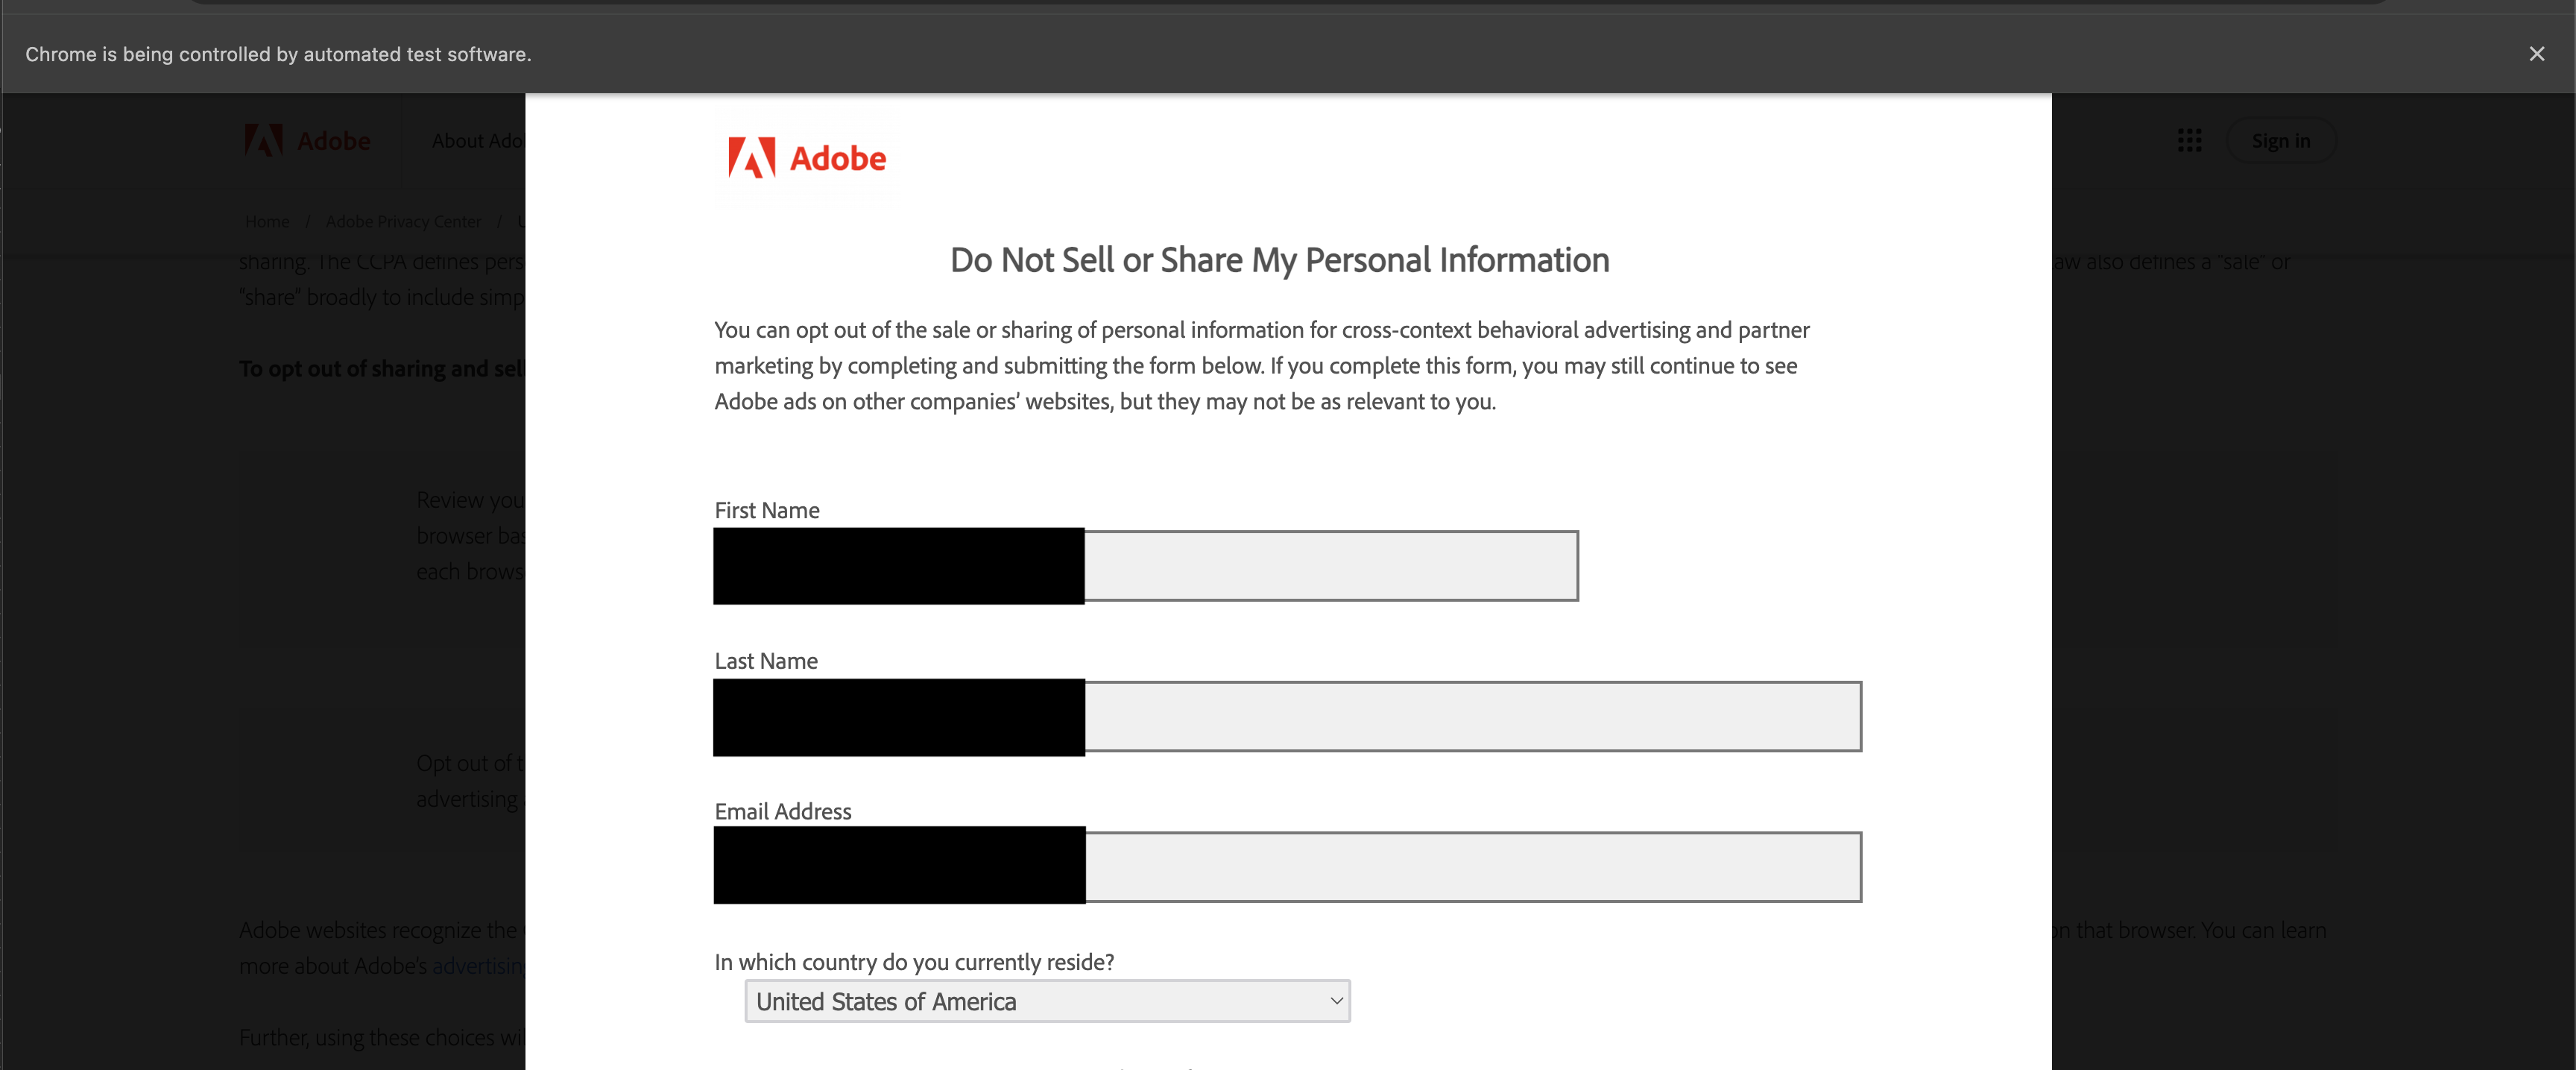 Chrome is being controlled by automated test software.
Adobe
About Ado
Sign in
Home / Adobe Privacy Center /
sharing. The CCPA defines pers
aw also defines a "sale" or
"share" broadly to include simp
To opt out of sharing and sel
Review you
browser bas
each brows
Opt out of t
advertising
Adobe websites recognize the
on that browser. You can learn
more about Adobe's advertisin
Further, using these choices wi
Adobe
Do Not Sell or Share My Personal Information
You can opt out of the sale or sharing of personal information for cross-context behavioral advertising and partner
marketing by completing and submitting the form below. If you complete this form, you may still continue to see
Adobe ads on other companies' websites, but they may not be as relevant to you.
First Name
Last Name
Email Address
In which country do you currently reside?
United States of America